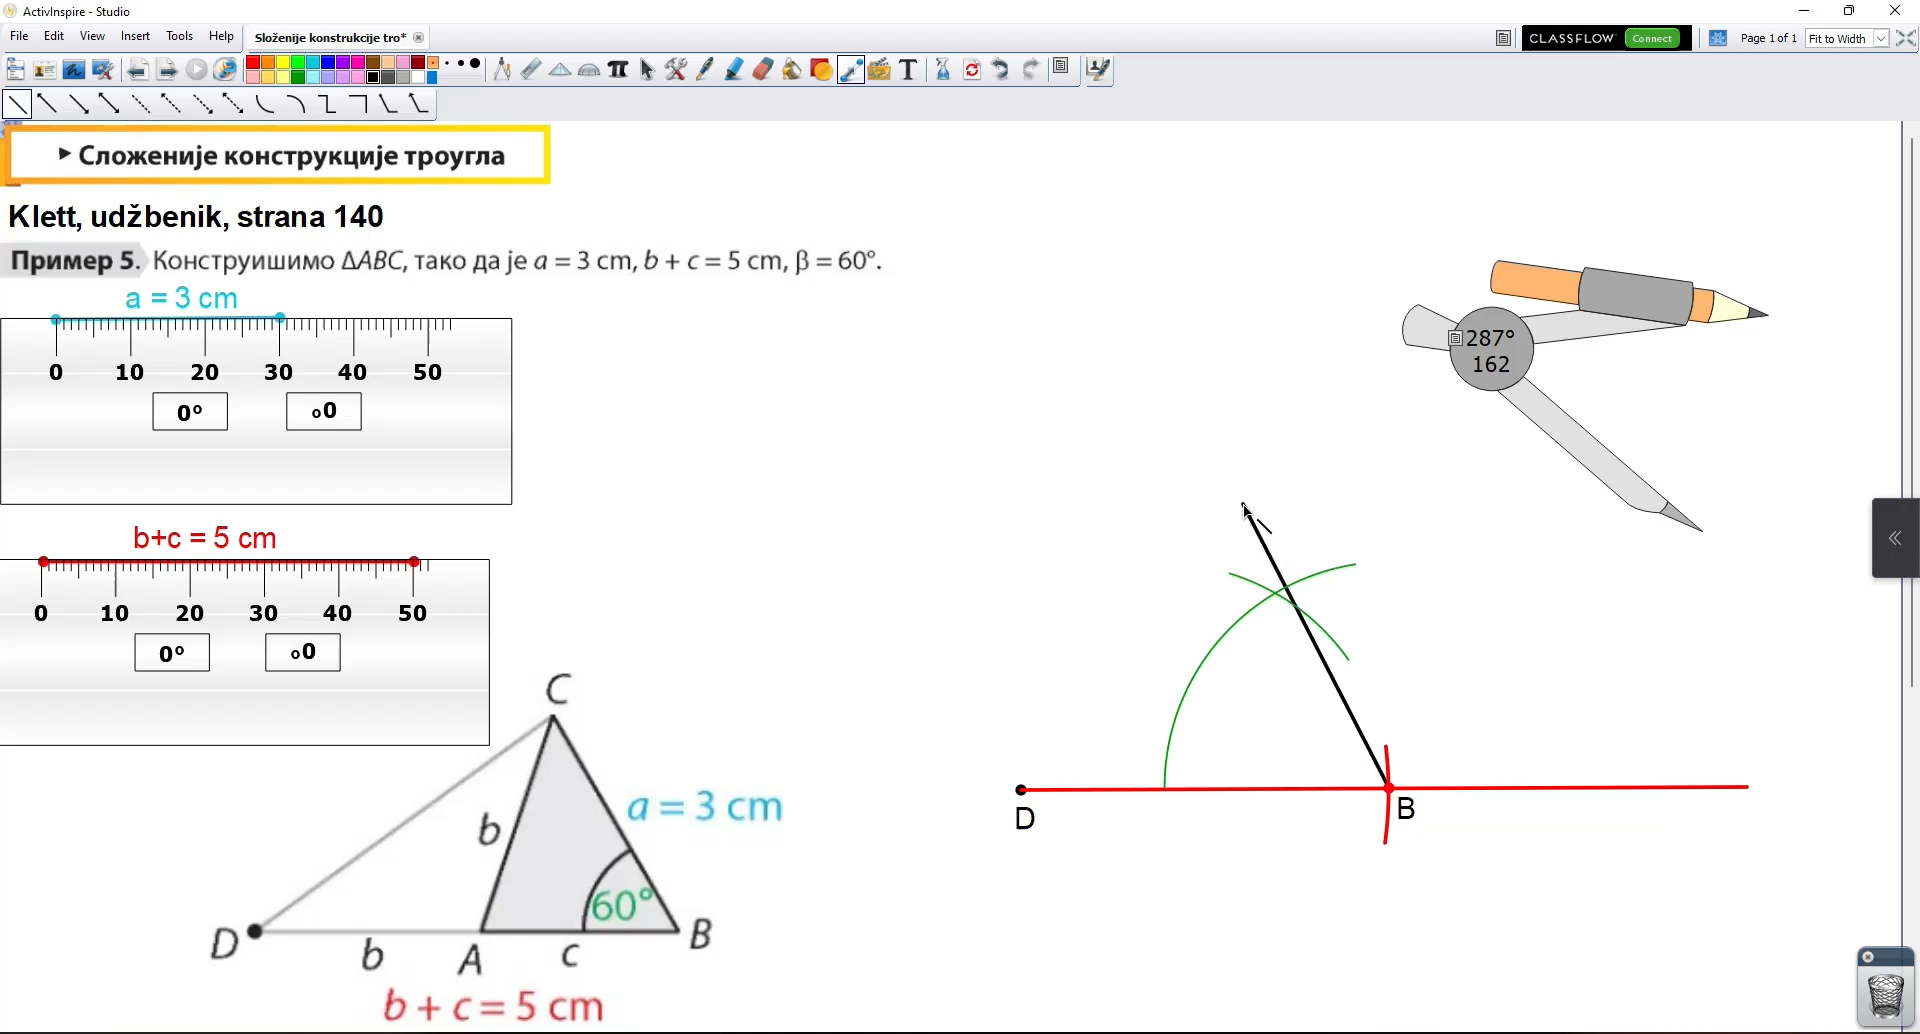 ActivInspire - Studio
File Edit View Insert Tools Help
Složenije konstrukcije tro*
CLASSFLOW Connect
Page 1 of 1 Fit to Width
Сложеније конструкције троугла
Klett, udžbenik, strana 140
Пример 5. Конструишимо ΔABC, тако да је a = 3 cm, b + c = 5 cm, β = 60°.
a = 3 cm
0 10 20 30 40 50
0° °0
287°
162
b+c = 5 cm
0 10 20 30 40 50
0° °0
C
b
a = 3 cm
60°
D b A c B
b + c = 5 cm
D B